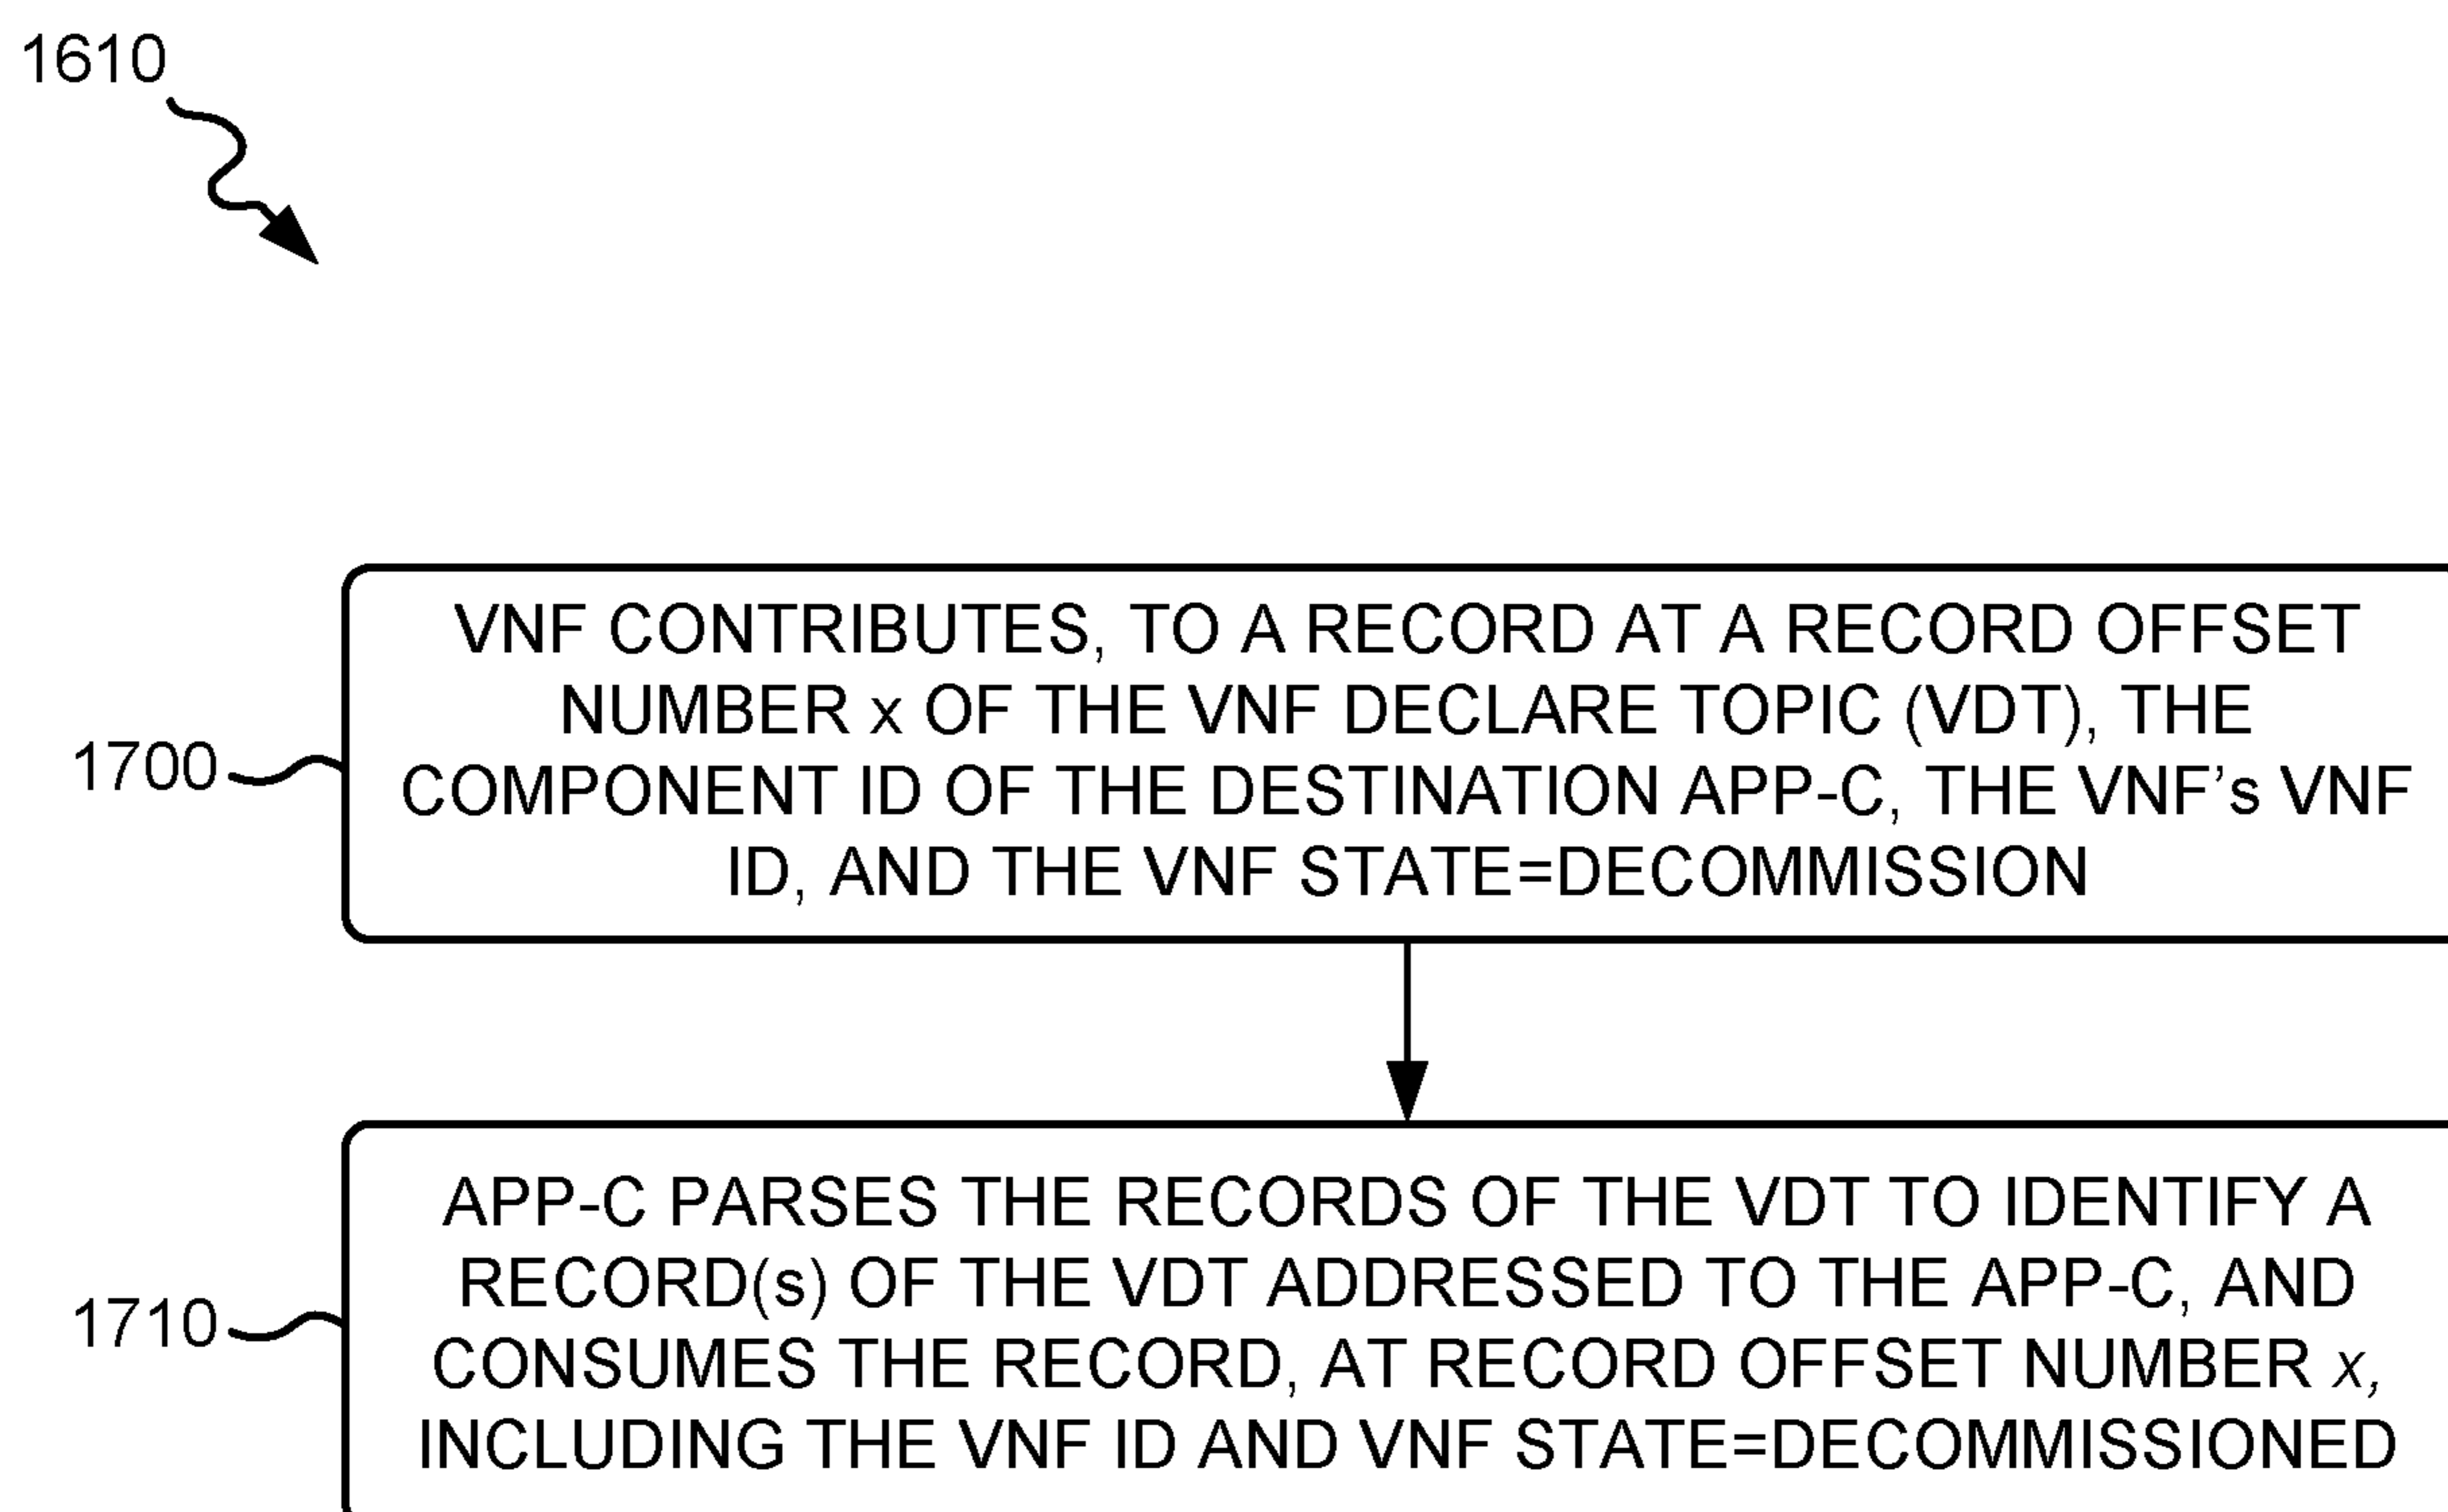 1610
VNF CONTRIBUTES, TO A RECORD AT A RECORD OFFSET
NUMBER x OF THE VNF DECLARE TOPIC (VDT), THE
COMPONENT ID OF THE DESTINATION APP-C, THE VNF’s VNF
ID, AND THE VNF STATE=DECOMMISSION
1700
APP-C PARSES THE RECORDS OF THE VDT TO IDENTIFY A
RECORD(s) OF THE VDT ADDRESSED TO THE APP-C, AND
CONSUMES THE RECORD, AT RECORD OFFSET NUMBER x,
INCLUDING THE VNF ID AND VNF STATE=DECOMMISSIONED
1710